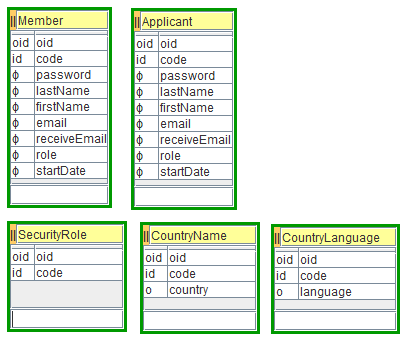 Member
oid oid
id code
ϕ password
ϕ lastName
ϕ firstName
ϕ email
ϕ receiveEmail
ϕ role
ϕ startDate
Applicant
oid oid
id code
ϕ password
ϕ lastName
ϕ firstName
ϕ email
ϕ receiveEmail
ϕ role
ϕ startDate
SecurityRole
oid oid
id code
CountryName
oid oid
id code
o country
CountryLanguage
oid oid
id code
o language